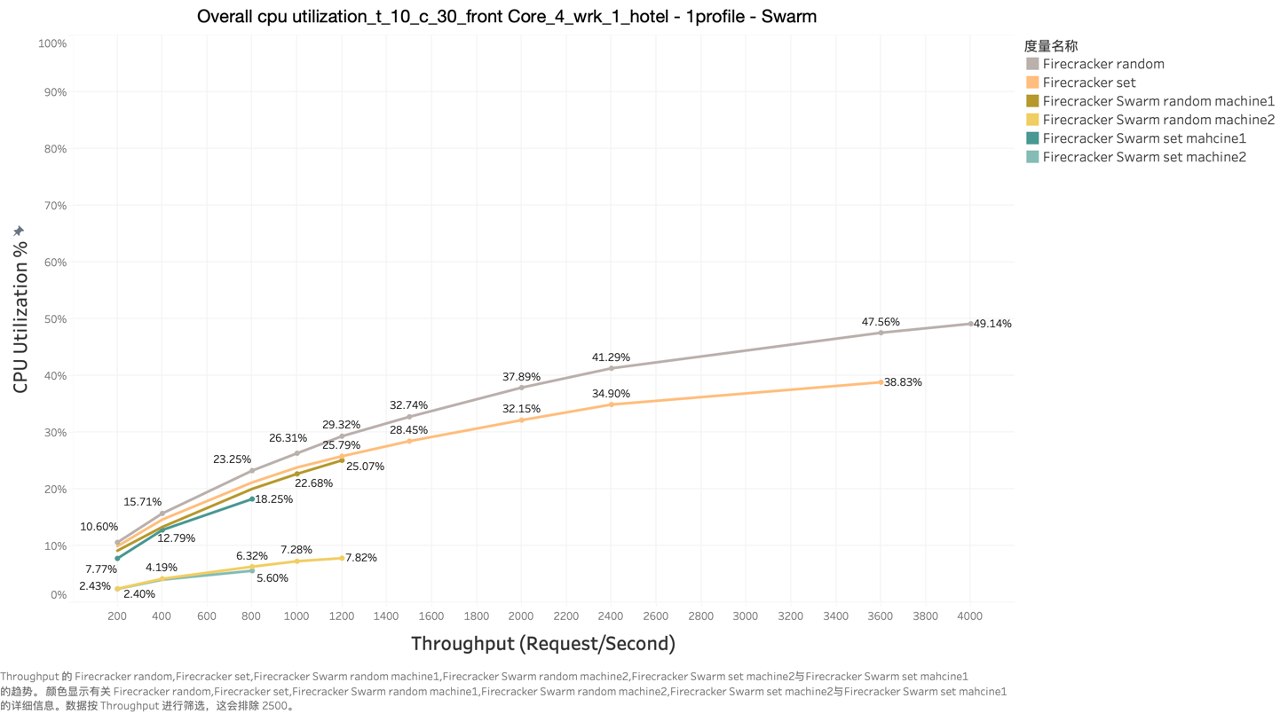 Overall cpu utilization_t_10_c_30_front Core_4_wrk_1_hotel - 1profile - Swarm
度量名称
Firecracker random
Firecracker set
Firecracker Swarm random machine1
Firecracker Swarm random machine2
Firecracker Swarm set mahcine1
Firecracker Swarm set machine2
CPU Utilization %
100%
90%
80%
70%
60%
50%
40%
30%
20%
10%
0%
47.56%
49.14%
41.29%
37.89%
38.83%
34.90%
32.74%
32.15%
29.32%
28.45%
26.31%
25.79%
25.07%
23.25%
22.68%
18.25%
15.71%
12.79%
10.60%
7.77%
7.82%
7.28%
6.32%
5.60%
4.19%
2.43%
2.40%
200 400 600 800 1000 1200 1400 1600 1800 2000 2200 2400 2600 2800 3000 3200 3400 3600 3800 4000
Throughput (Request/Second)
Throughput 的 Firecracker random,Firecracker set,Firecracker Swarm random machine1,Firecracker Swarm random machine2,Firecracker Swarm set machine2与Firecracker Swarm set mahcine1
的趋势。 颜色显示有关 Firecracker random,Firecracker set,Firecracker Swarm random machine1,Firecracker Swarm random machine2,Firecracker Swarm set machine2与Firecracker Swarm set mahcine1
的详细信息。数据按 Throughput 进行筛选，这会排除 2500。